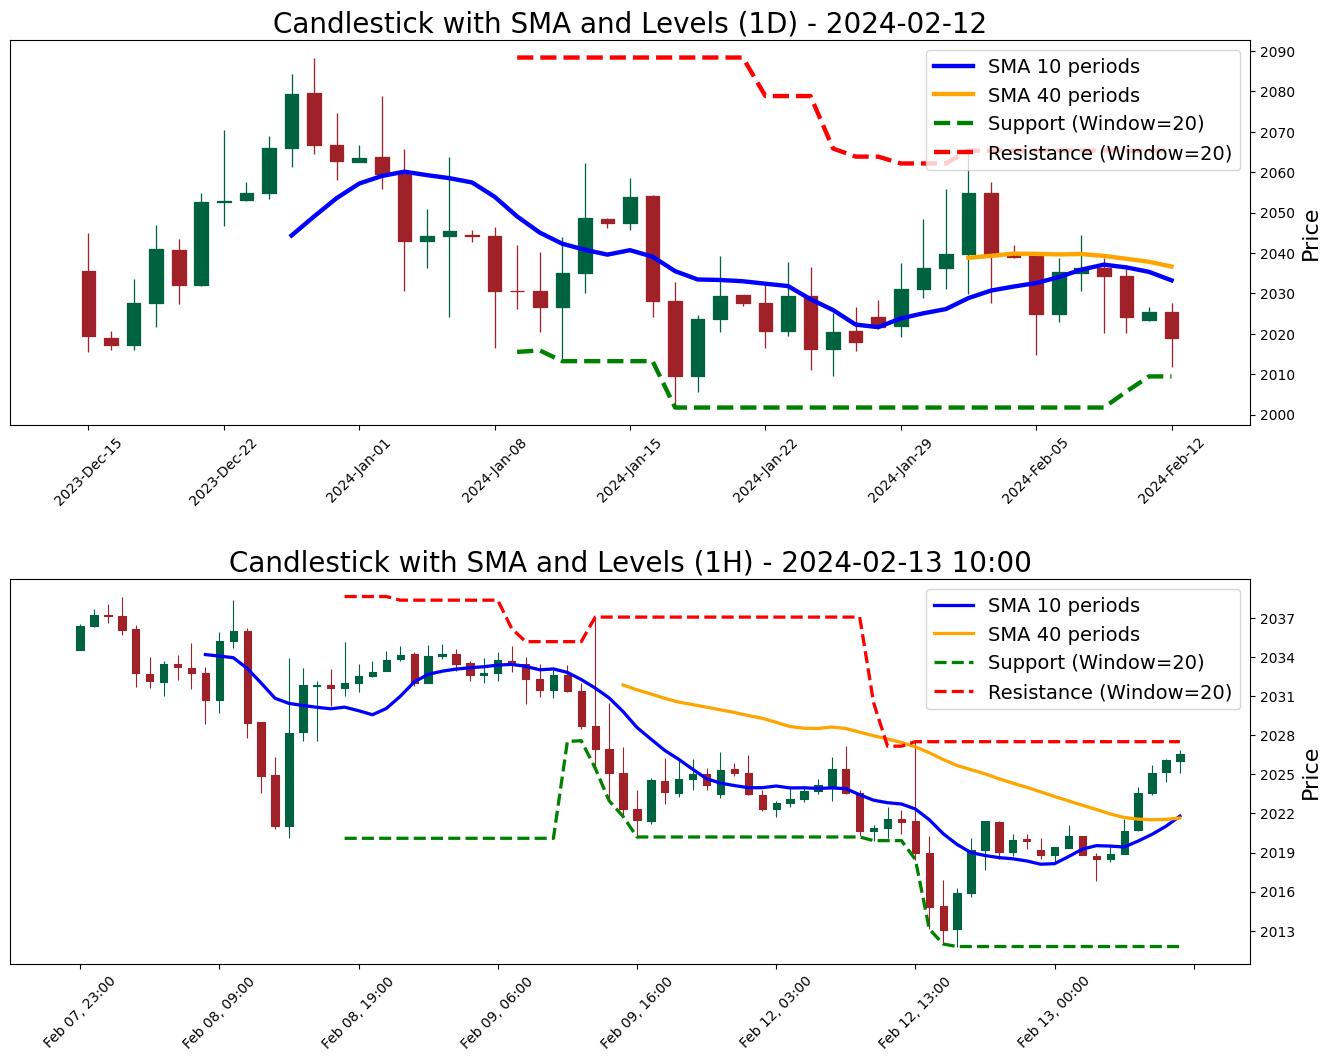 Candlestick with SMA and Levels (1D) - 2024-02-12
SMA 10 periods
SMA 40 periods
Support (Window=20)
Resistance (Window=20)
2090
2080
2070
2060
2050
2040
2030
2020
2010
2000
Price
2023-Dec-15
2023-Dec-22
2024-Jan-01
2024-Jan-08
2024-Jan-15
2024-Jan-22
2024-Jan-29
2024-Feb-05
2024-Feb-12
Candlestick with SMA and Levels (1H) - 2024-02-13 10:00
SMA 10 periods
SMA 40 periods
Support (Window=20)
Resistance (Window=20)
2037
2034
2031
2028
2025
2022
2019
2016
2013
Price
Feb 07, 23:00
Feb 08, 09:00
Feb 08, 19:00
Feb 09, 06:00
Feb 09, 16:00
Feb 12, 03:00
Feb 12, 13:00
Feb 13, 00:00